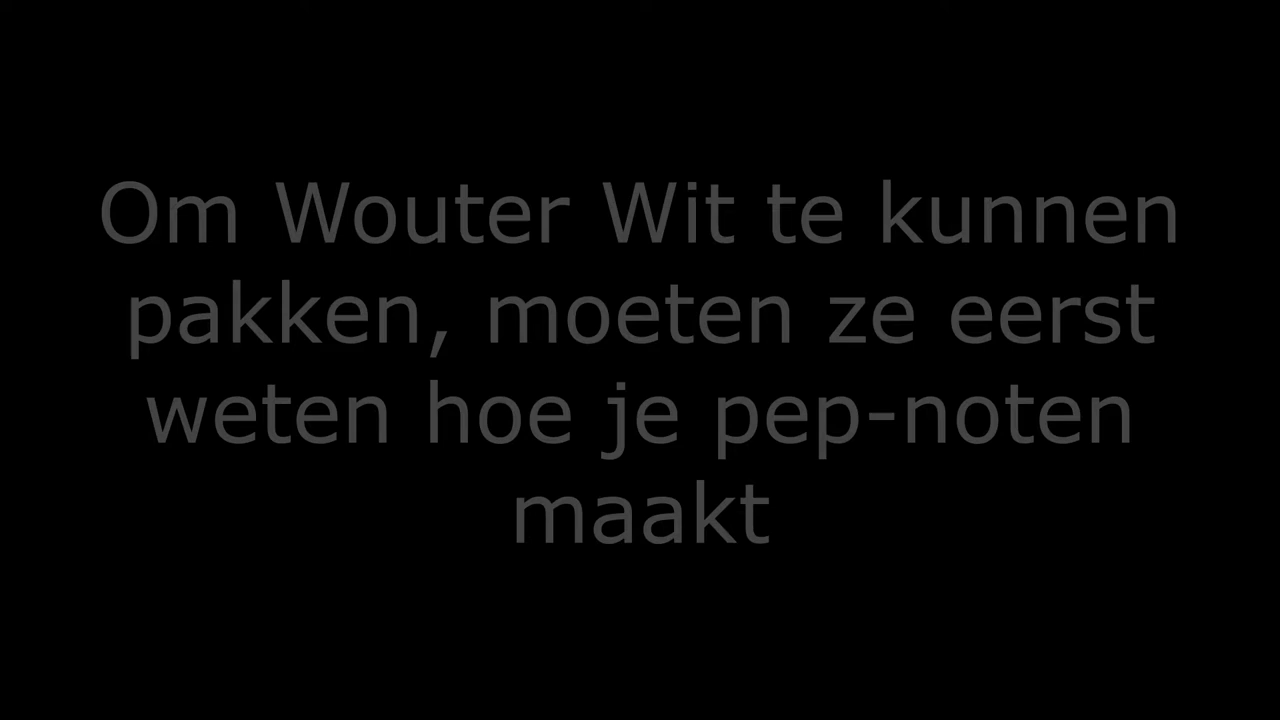 Om Wouter Wit te kunnen
pakken, moeten ze eerst
weten hoe je pep-noten
maakt